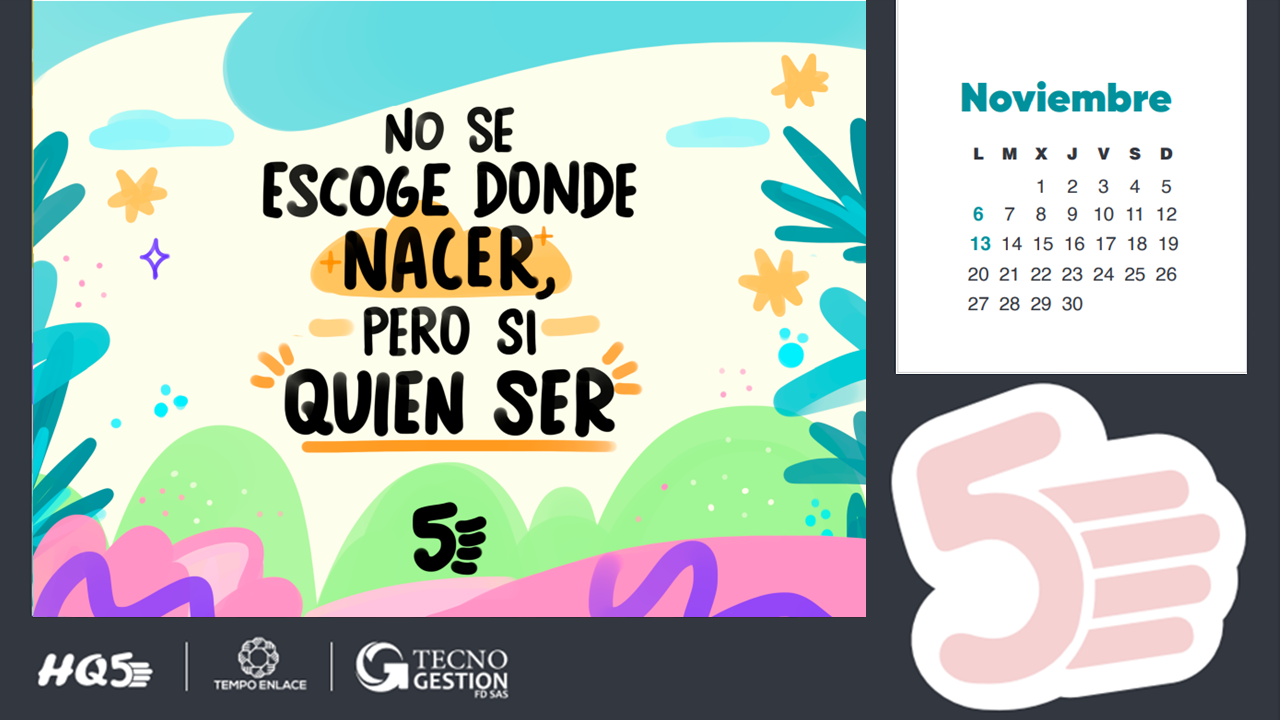 NO SE
ESCOGE DONDE
NACER,
PERO SI
QUIEN SER
5
Noviembre
L M X J V S D
1 2 3 4 5
6 7 8 9 10 11 12
13 14 15 16 17 18 19
20 21 22 23 24 25 26
27 28 29 30
5
HQ5
TEMPO ENLACE
TECNO
GESTION
FD SAS